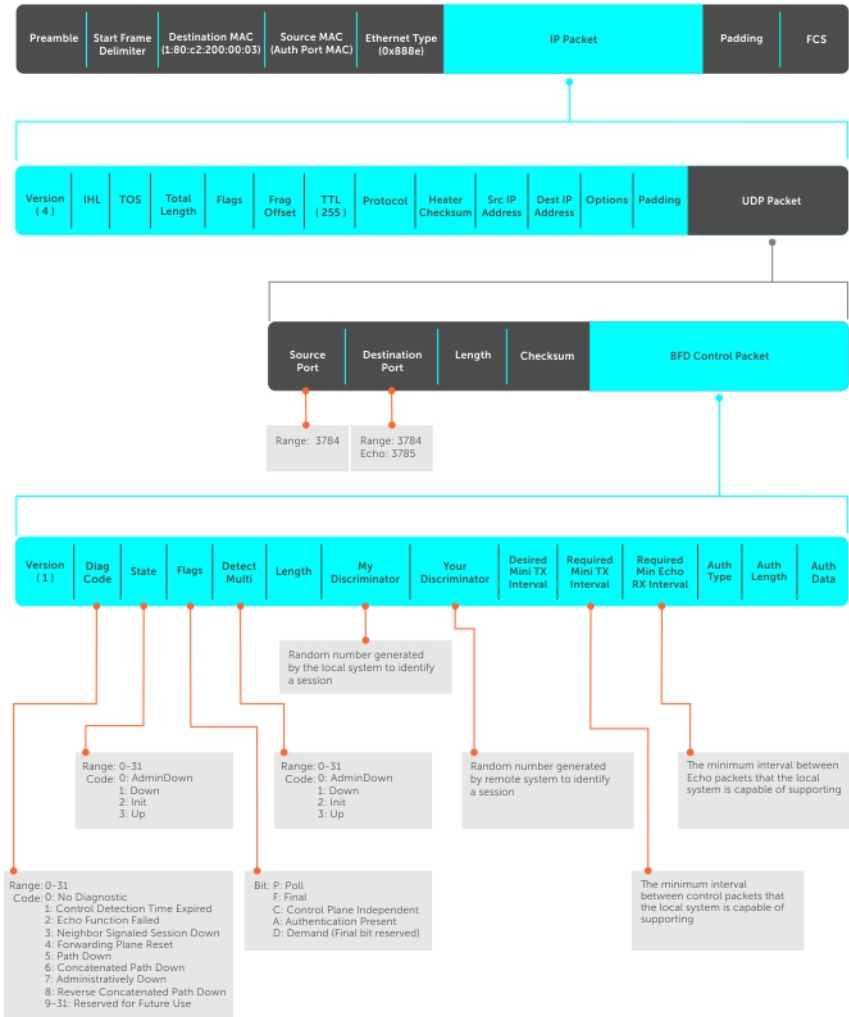 Preamble
Start Frame
Delimiter
Destination MAC
(1:80:c2:200:00:03)
Source MAC
(Auth Port MAC)
Ethernet Type
(0x888e)
IP Packet
Padding
FCS
Version
( 4 )
IHL
TOS
Total
Length
Flags
Frag
Offset
TTL
( 255 )
Protocol
Heater
Checksum
Src IP
Address
Dest IP
Address
Options
Padding
UDP Packet
Source
Port
Destination
Port
Length
Checksum
BFD Control Packet
Range: 3784
Range: 3784
Echo: 3785
Version
( 1 )
Diag
Code
State
Flags
Detect
Multi
Length
My
Discriminator
Your
Discriminator
Desired
Mini TX
Interval
Required
Mini TX
Interval
Required
Min Echo
RX Interval
Auth
Type
Auth
Length
Auth
Data
Random number generated
by the local system to identify
a session
Range: 0-31
Code: 0: AdminDown
1: Down
2: Init
3: Up
Range: 0-31
Code: 0: AdminDown
1: Down
2: Init
3: Up
Random number generated
by remote system to identify
a session
The minimum interval between
Echo packets that the local
system is capable of supporting
Range: 0-31
Code: 0: No Diagnostic
1: Control Detection Time Expired
2: Echo Function Failed
3: Neighbor Signaled Session Down
4: Forwarding Plane Reset
5: Path Down
6: Concatenated Path Down
7: Administratively Down
8: Reverse Concatenated Path Down
9-31: Reserved for Future Use
Bit: P: Poll
F: Final
C: Control Plane Independent
A: Authentication Present
D: Demand (Final bit reserved)
The minimum interval
between control packets that
the local system is capable of
supporting